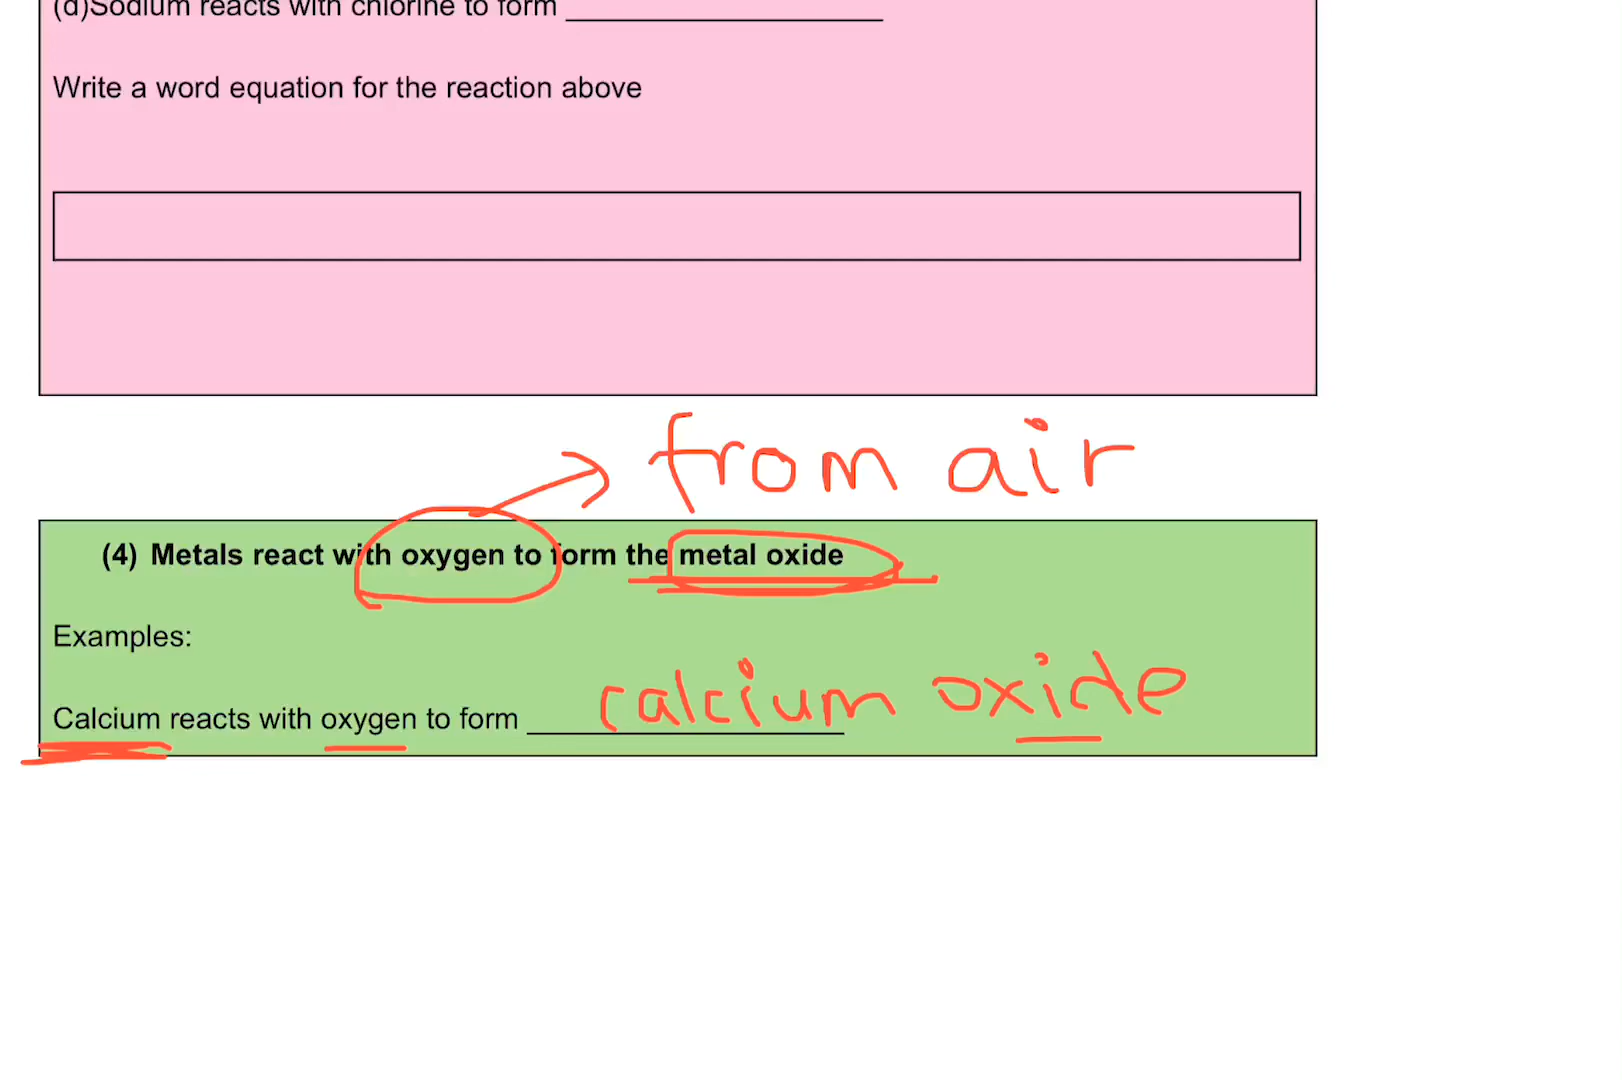 (d)Sodium reacts with chlorine to form
Write a word equation for the reaction above
from air
(4) Metals react with oxygen to form the metal oxide
Examples:
Calcium reacts with oxygen to form calcium oxide